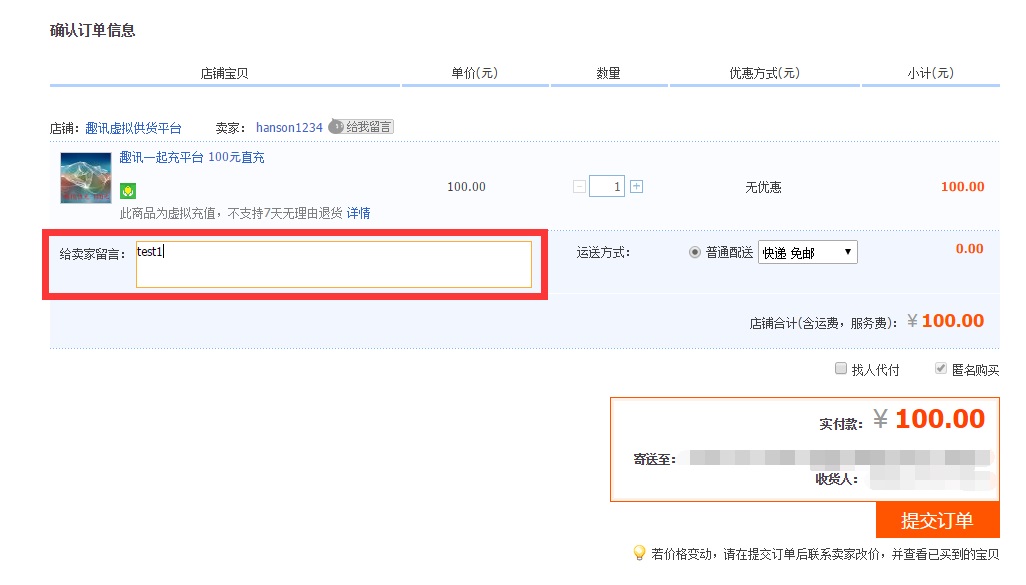 确认订单信息
店铺宝贝 单价(元) 数量 优惠方式(元) 小计(元)
店铺：趣讯虚拟供货平台 卖家：hanson1234 给我留言
趣讯一起充平台 100元直充
100.00 - 1 + 无优惠 100.00
此商品为虚拟充值，不支持7天无理由退货 详情
给卖家留言：test1 运送方式： 普通配送 快递 免邮 0.00
店铺合计(含运费，服务费)：￥100.00
找人代付 匿名购买
实付款：￥100.00
寄送至：
收货人：
提交订单
若价格变动，请在提交订单后联系卖家改价，并查看已买到的宝贝